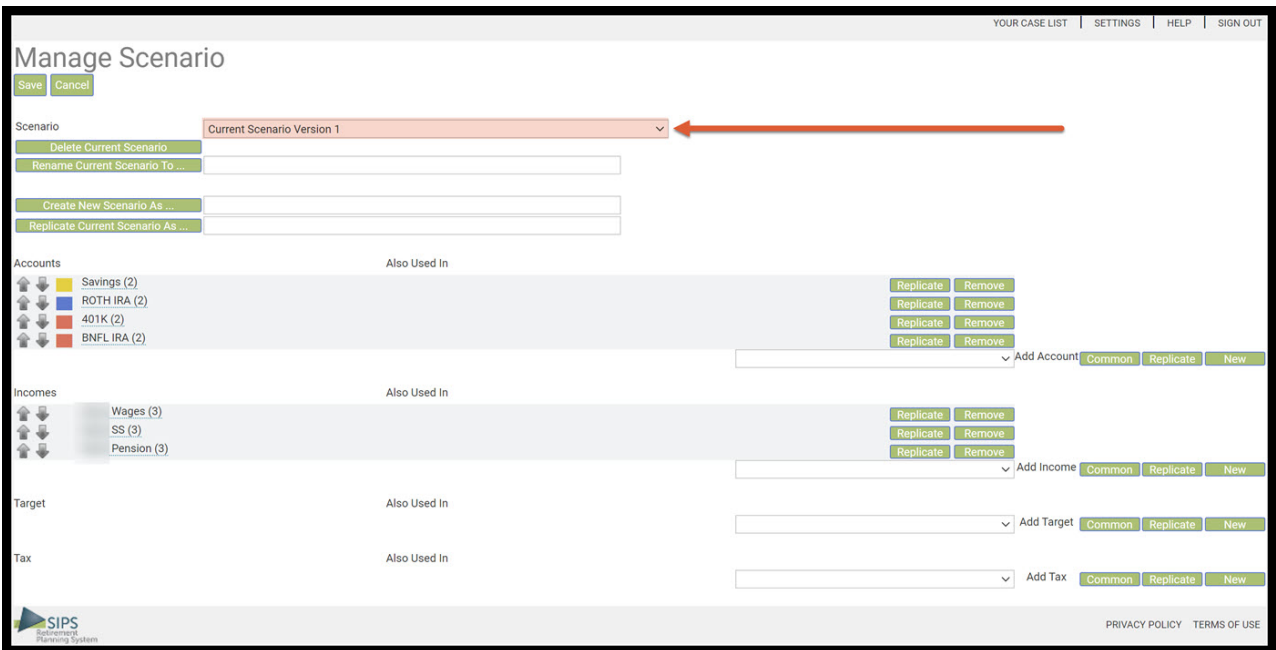 YOUR CASE LIST | SETTINGS | HELP | SIGN OUT
Manage Scenario
Save Cancel
Scenario Current Scenario Version 1
Delete Current Scenario
Rename Current Scenario To ...
Create New Scenario As ...
Replicate Current Scenario As ...
Accounts Also Used In
Savings (2) Replicate Remove
ROTH IRA (2) Replicate Remove
401K (2) Replicate Remove
BNFL IRA (2) Replicate Remove
Add Account Common Replicate New
Incomes Also Used In
Wages (3) Replicate Remove
SS (3) Replicate Remove
Pension (3) Replicate Remove
Add Income Common Replicate New
Target Also Used In
Add Target Common Replicate New
Tax Also Used In
Add Tax Common Replicate New
SIPS
Retirement
Planning System
PRIVACY POLICY TERMS OF USE